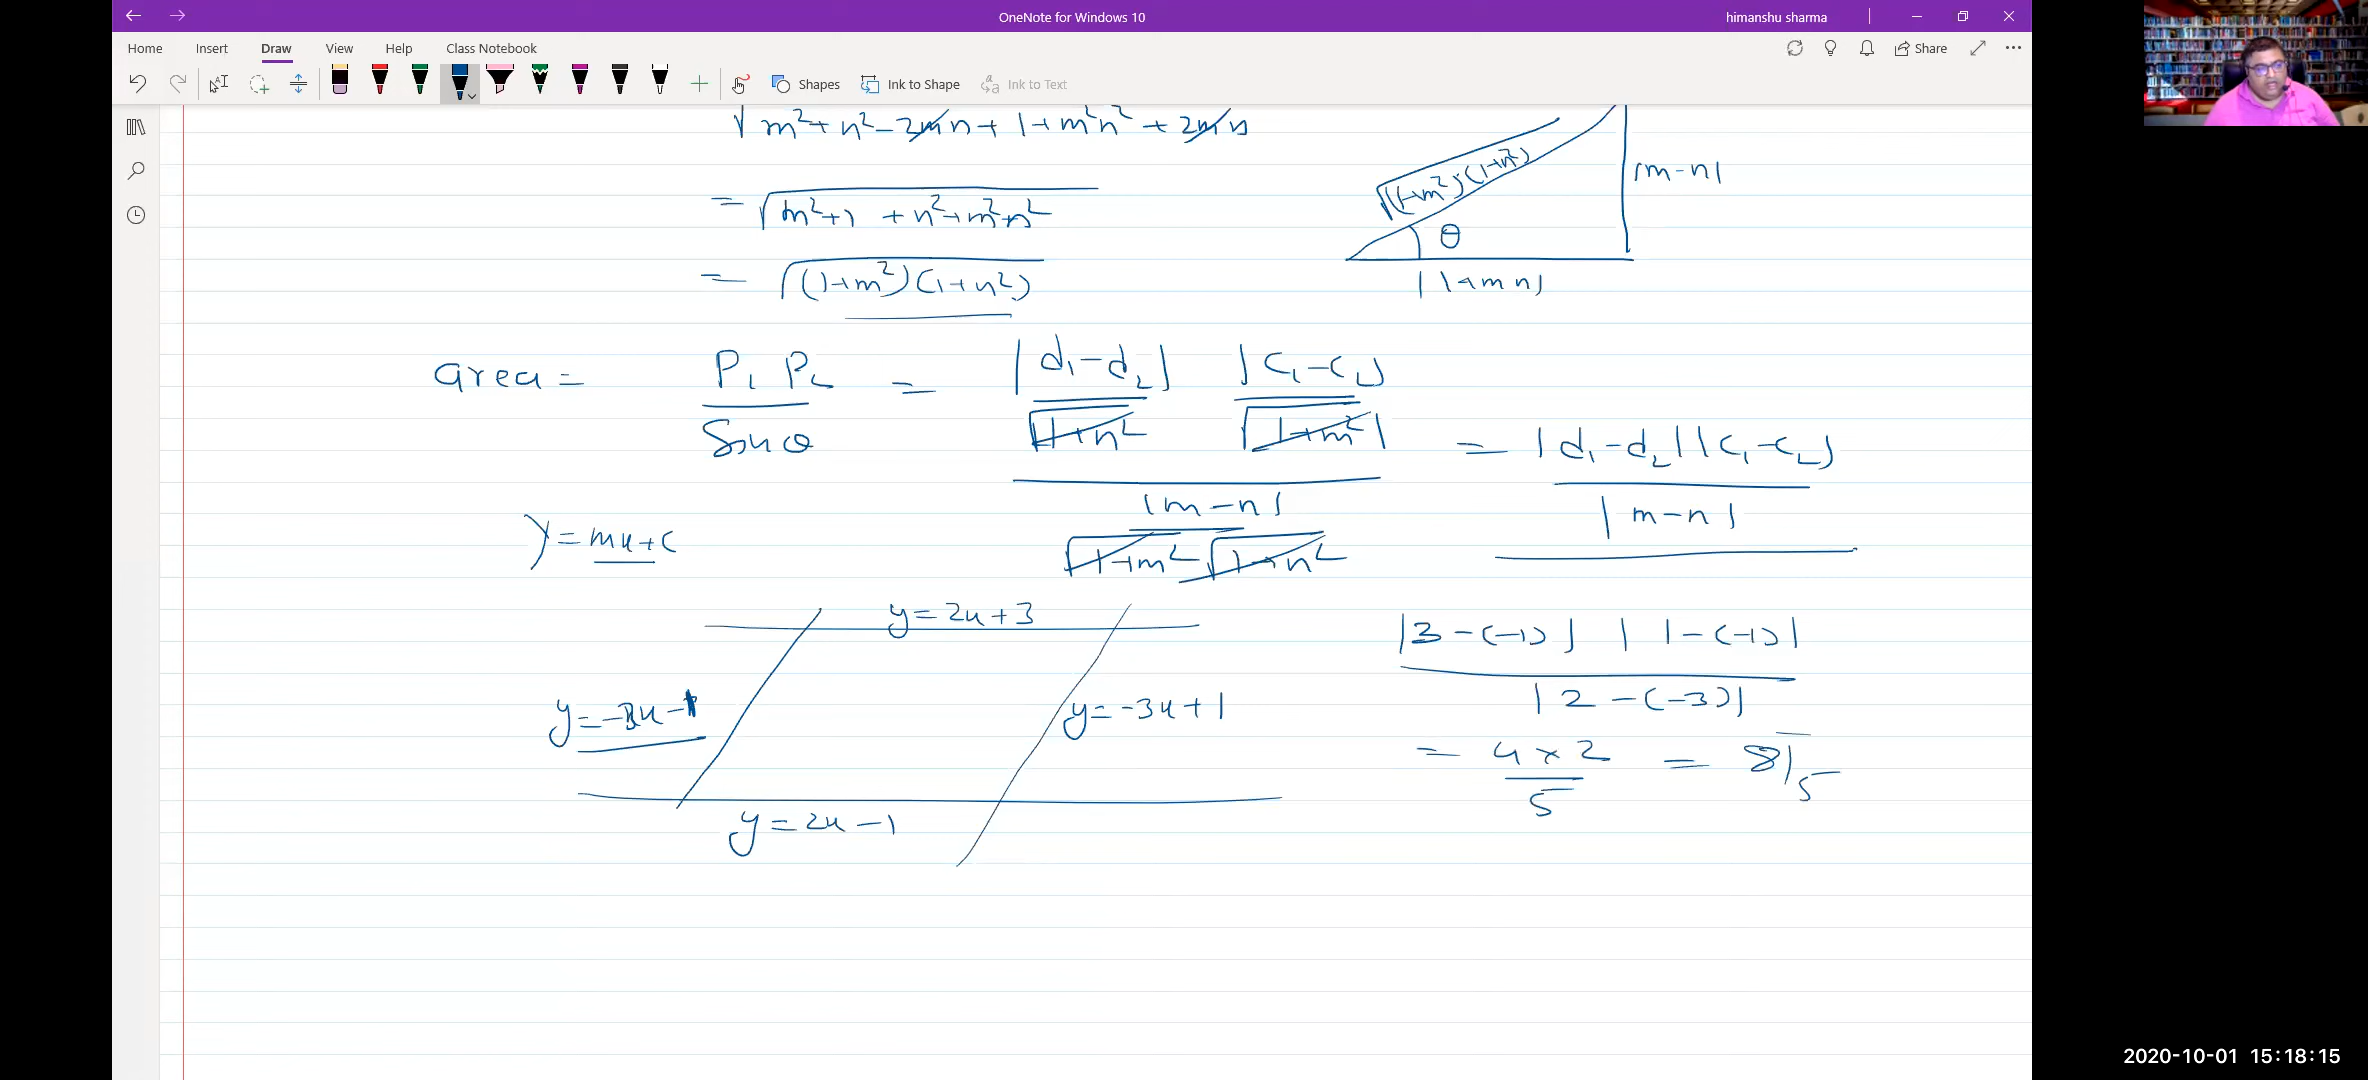 OneNote for Windows 10
himanshu sharma
Home Insert Draw View Help Class Notebook
Share
Shapes Ink to Shape Ink to Text
√m²+n²-2mn+1+m²n²+2mn
= √m²+1 +n²+m²+n²
= √(1+m²)(1+n²)
√(1+m²)(1+n²)
|m-n|
θ
|1+mn|
area = P₁P₂ / Sinθ = |d₁-d₂| / √1+n² |c₁-c₂| / √1+m² / |m-n| / √1+m² √1+n² = |d₁-d₂||c₁-c₂| / |m-n|
y=mx+c
y=2x+3
y=-3x-1
y=-3x+1
y=2x-1
|3-(-1)| |1-(-1)| / |2-(-3)|
= 4×2 / 5 = 8/5
2020-10-01 15:18:15